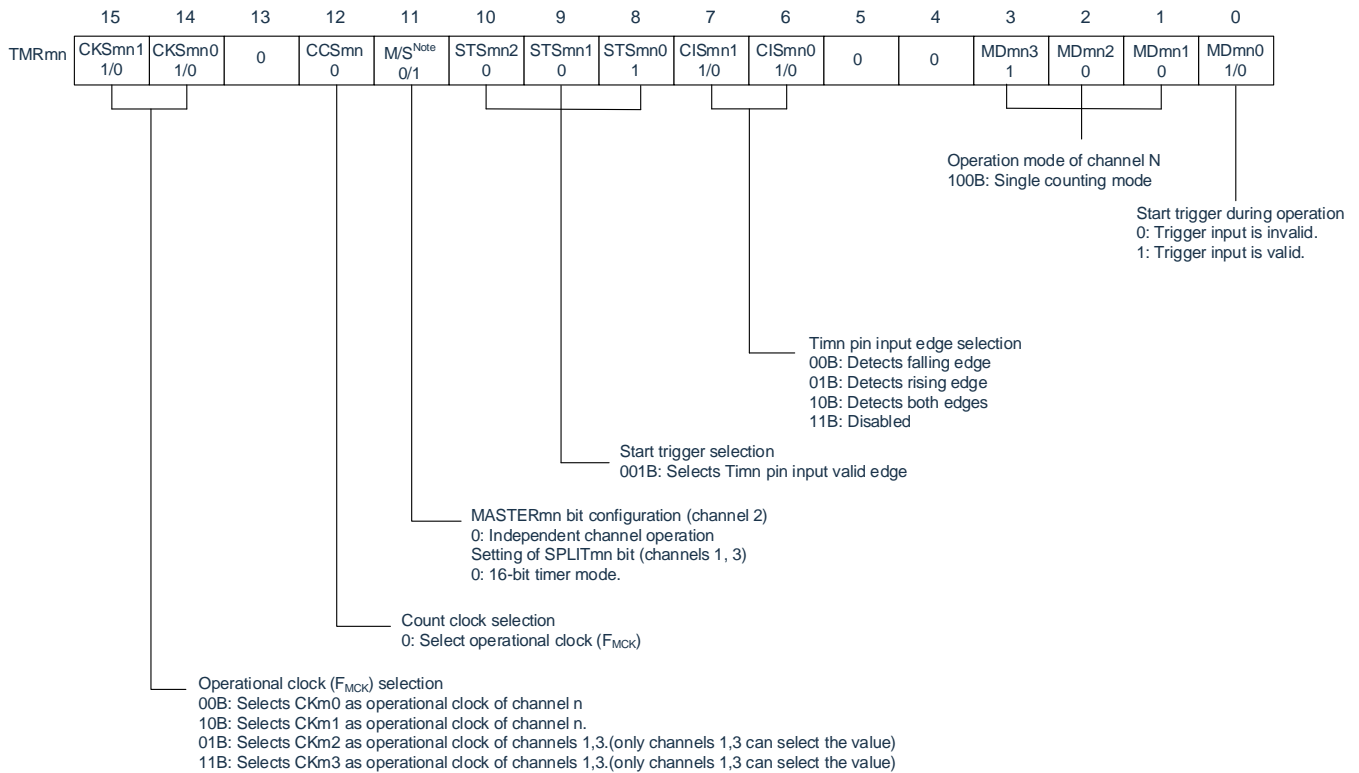 15 14 13 12 11 10 9 8 7 6 5 4 3 2 1 0
TMRmn CKSmn1 CKSmn0 0 CCSmn M/SNote STSmn2 STSmn1 STSmn0 CISmn1 CISmn0 0 0 MDmn3 MDmn2 MDmn1 MDmn0
1/0 1/0 0 0/1 0 0 1 1/0 1/0 1 0 0 1/0
Operation mode of channel N
100B: Single counting mode
Start trigger during operation
0: Trigger input is invalid.
1: Trigger input is valid.
Timn pin input edge selection
00B: Detects falling edge
01B: Detects rising edge
10B: Detects both edges
11B: Disabled
Start trigger selection
001B: Selects Timn pin input valid edge
MASTERmn bit configuration (channel 2)
0: Independent channel operation
Setting of SPLITmn bit (channels 1, 3)
0: 16-bit timer mode.
Count clock selection
0: Select operational clock (FMCK)
Operational clock (FMCK) selection
00B: Selects CKm0 as operational clock of channel n
10B: Selects CKm1 as operational clock of channel n.
01B: Selects CKm2 as operational clock of channels 1,3.(only channels 1,3 can select the value)
11B: Selects CKm3 as operational clock of channels 1,3.(only channels 1,3 can select the value)